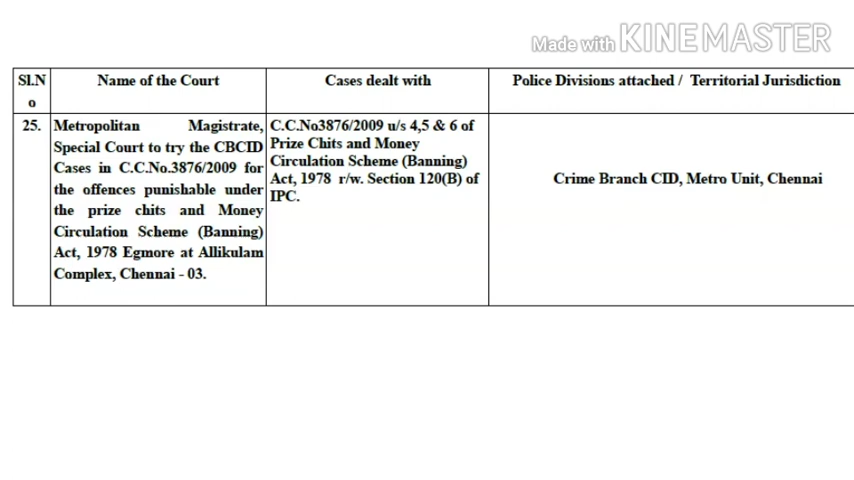 Made with KINEMASTER
Sl.N
o
Name of the Court
Cases dealt with
Police Divisions attached / Territorial Jurisdiction
25.
Metropolitan Magistrate,
Special Court to try the CBCID
Cases in C.C.No.3876/2009 for
the offences punishable under
the prize chits and Money
Circulation Scheme (Banning)
Act, 1978 Egmore at Allikulam
Complex, Chennai - 03.
C.C.No3876/2009 u/s 4,5 & 6 of
Prize Chits and Money
Circulation Scheme (Banning)
Act, 1978 r/w. Section 120(B) of
IPC.
Crime Branch CID, Metro Unit, Chennai